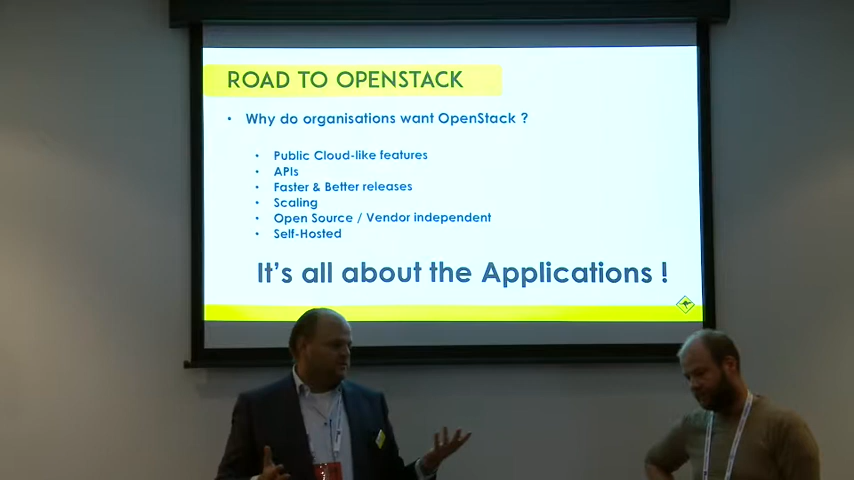 ROAD TO OPENSTACK
• Why do organisations want OpenStack ?
• Public Cloud-like features
• APIs
• Faster & Better releases
• Scaling
• Open Source / Vendor independent
• Self-Hosted
It's all about the Applications !